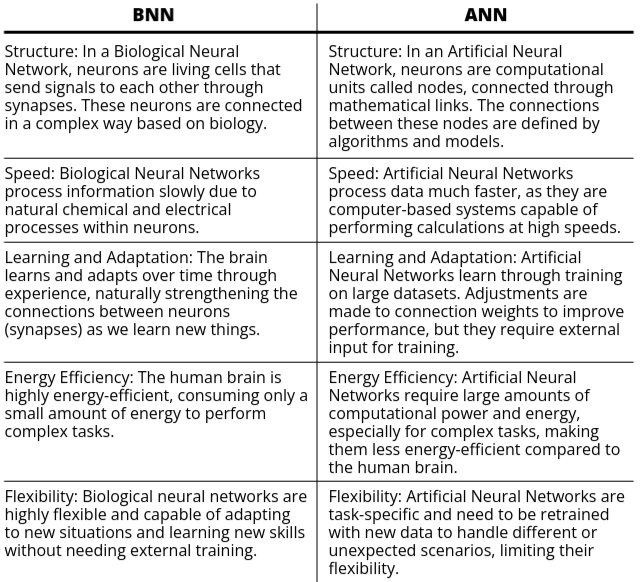 BNN
ANN
Structure: In a Biological Neural
Network, neurons are living cells that
send signals to each other through
synapses. These neurons are connected
in a complex way based on biology.
Structure: In an Artificial Neural
Network, neurons are computational
units called nodes, connected through
mathematical links. The connections
between these nodes are defined by
algorithms and models.
Speed: Biological Neural Networks
process information slowly due to
natural chemical and electrical
processes within neurons.
Speed: Artificial Neural Networks
process data much faster, as they are
computer-based systems capable of
performing calculations at high speeds.
Learning and Adaptation: The brain
learns and adapts over time through
experience, naturally strengthening the
connections between neurons
(synapses) as we learn new things.
Learning and Adaptation: Artificial
Neural Networks learn through training
on large datasets. Adjustments are
made to connection weights to improve
performance, but they require external
input for training.
Energy Efficiency: The human brain is
highly energy-efficient, consuming only a
small amount of energy to perform
complex tasks.
Energy Efficiency: Artificial Neural
Networks require large amounts of
computational power and energy,
especially for complex tasks, making
them less energy-efficient compared to
the human brain.
Flexibility: Biological neural networks are
highly flexible and capable of adapting
to new situations and learning new skills
without needing external training.
Flexibility: Artificial Neural Networks are
task-specific and need to be retrained
with new data to handle different or
unexpected scenarios, limiting their
flexibility.